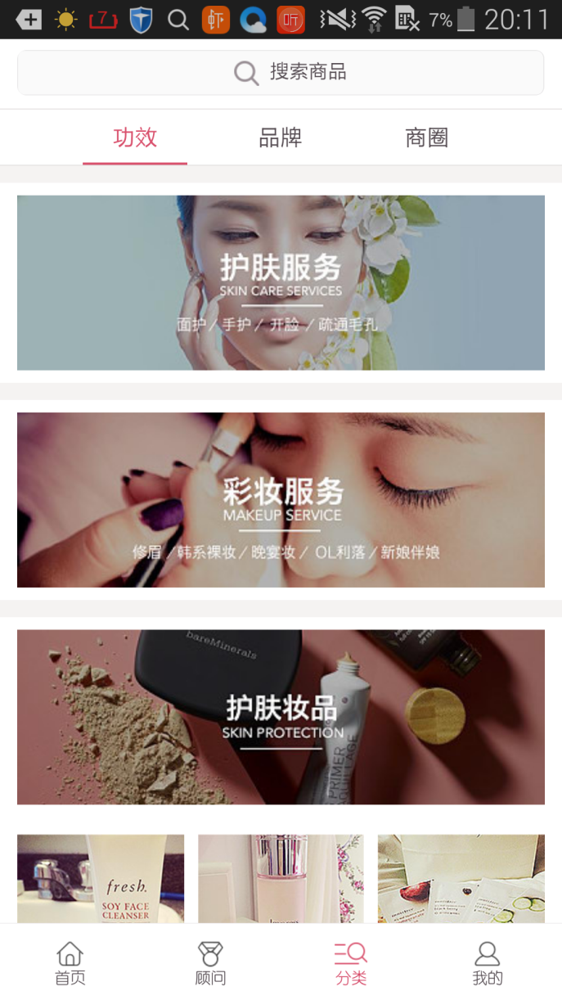 7 虾 听 7% 20:11
搜索商品
功效 品牌 商圈
护肤服务
SKIN CARE SERVICES
面护／手护／ 开脸 ／疏通毛孔
彩妆服务
MAKEUP SERVICE
修眉 ／韩系裸妆／ 晚宴妆／ OL利落／新娘伴娘
bareMinerals
护肤妆品
SKIN PROTECTION
PRIMER
fresh.
SOY FACE
CLEANSER
首页 顾问 分类 我的